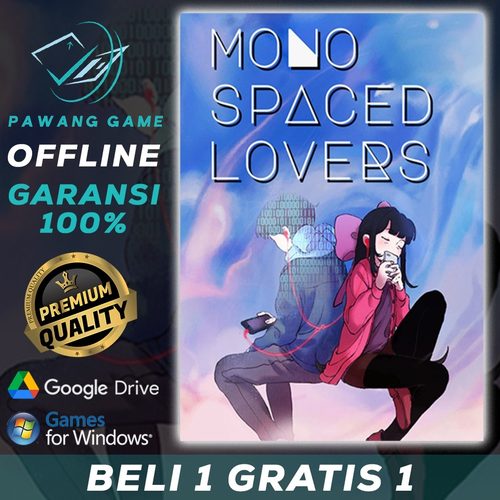 PAWANG GAME
OFFLINE
GARANSI
100%
PREMIUM
QUALITY
Google Drive
Games
for Windows®
MONO
SPACED
LOVERS
BELI 1 GRATIS 1